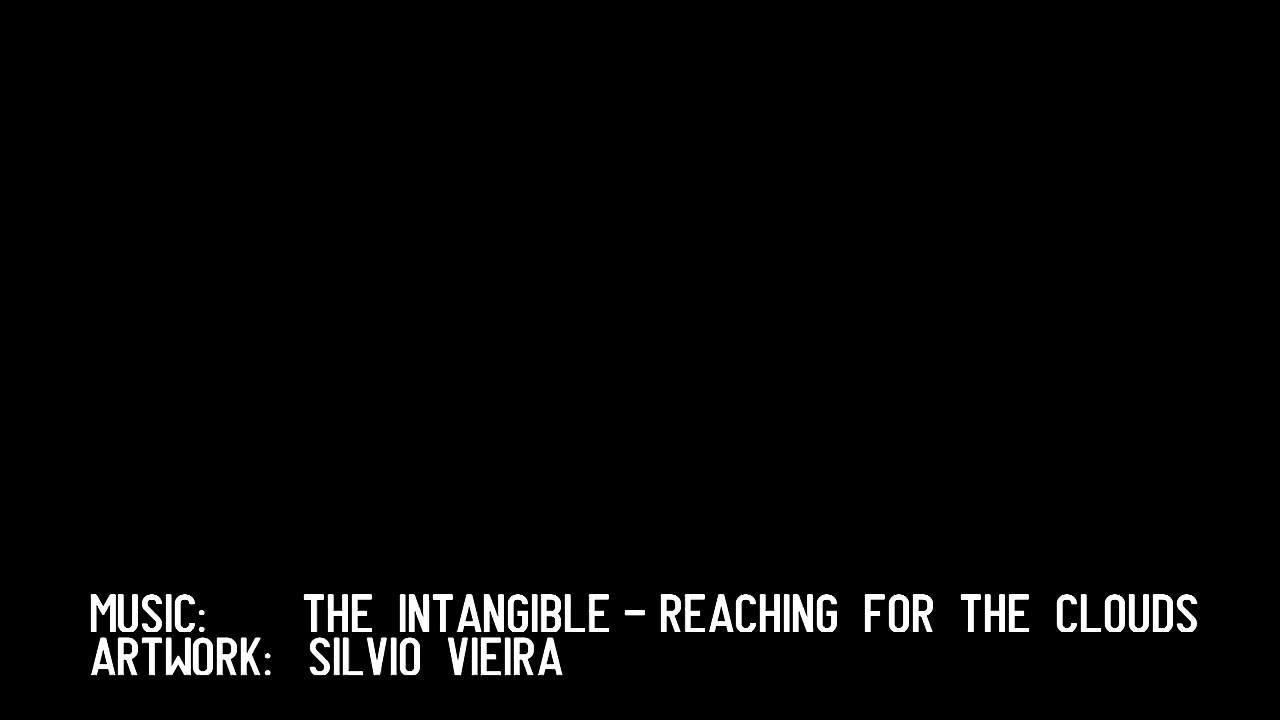 MUSIC: THE INTANGIBLE - REACHING FOR THE CLOUDS
ARTWORK: SILVIO VIEIRA